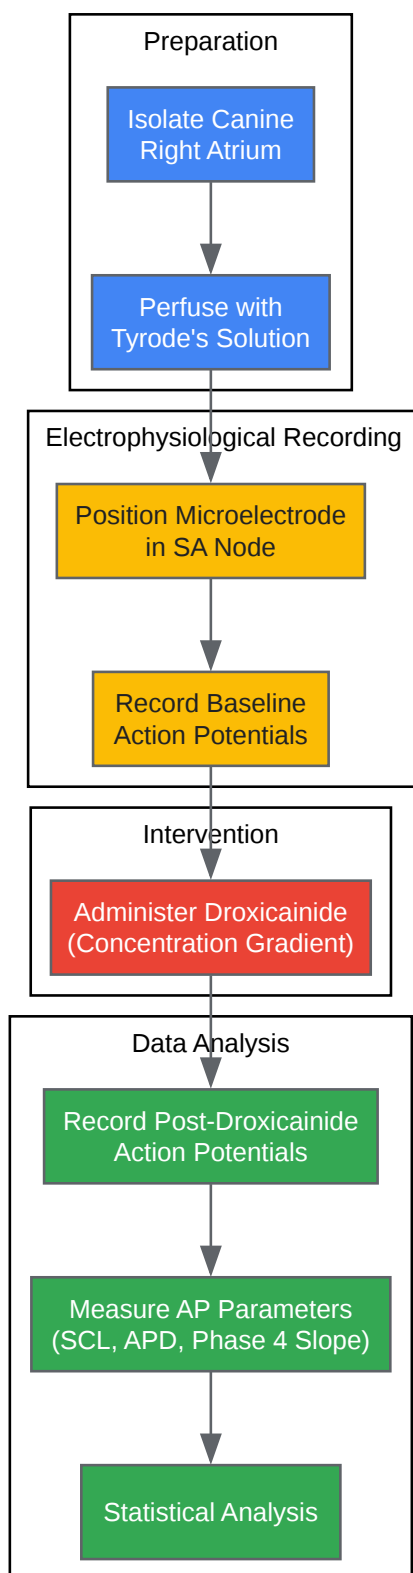 Preparation
Isolate Canine
Right Atrium
Perfuse with
Tyrode's Solution
Electrophysiological Recording
Position Microelectrode
in SA Node
Record Baseline
Action Potentials
Intervention
Administer Droxicainide
(Concentration Gradient)
Data Analysis
Record Post-Droxicainide
Action Potentials
Measure AP Parameters
(SCL, APD, Phase 4 Slope)
Statistical Analysis